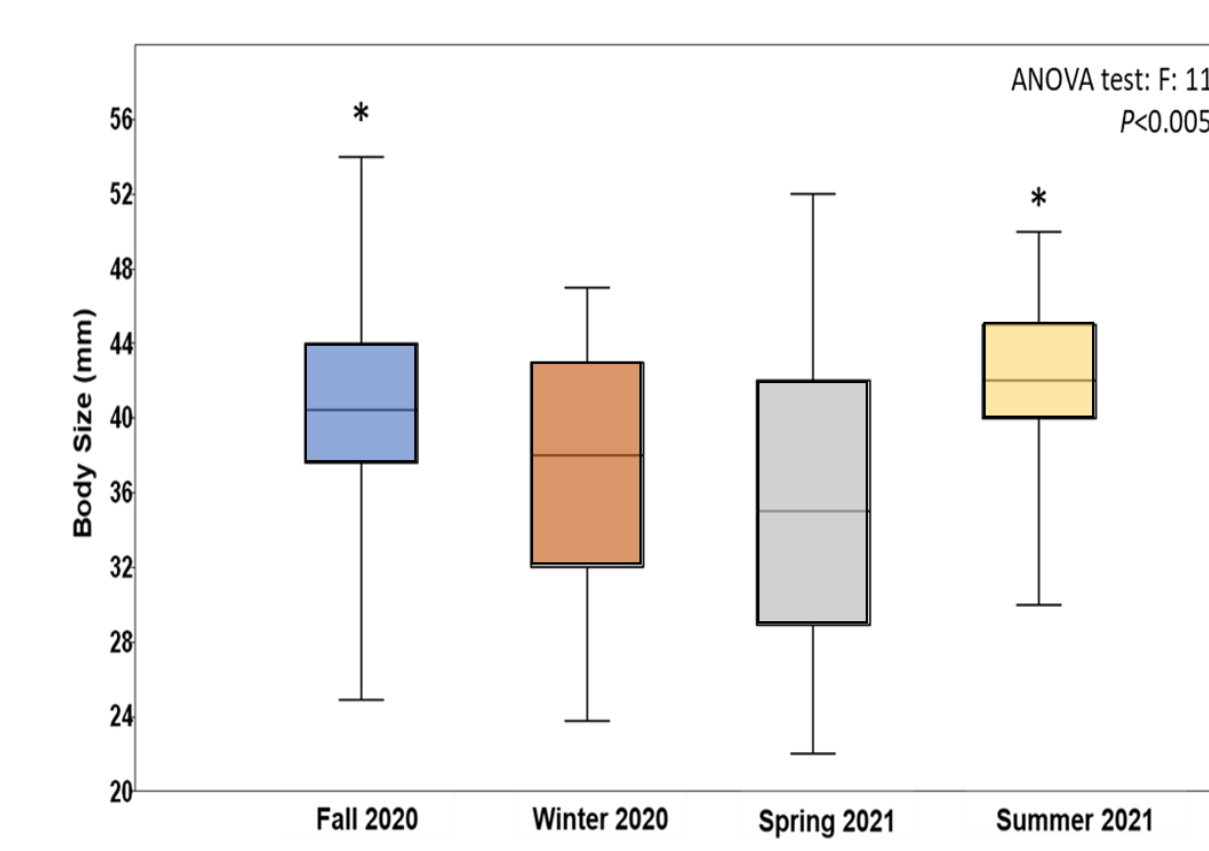 ANOVA test: F: 11
P<0.005
*
*
56
52
48
44
40
36
32
28
24
20
Body Size (mm)
Fall 2020
Winter 2020
Spring 2021
Summer 2021